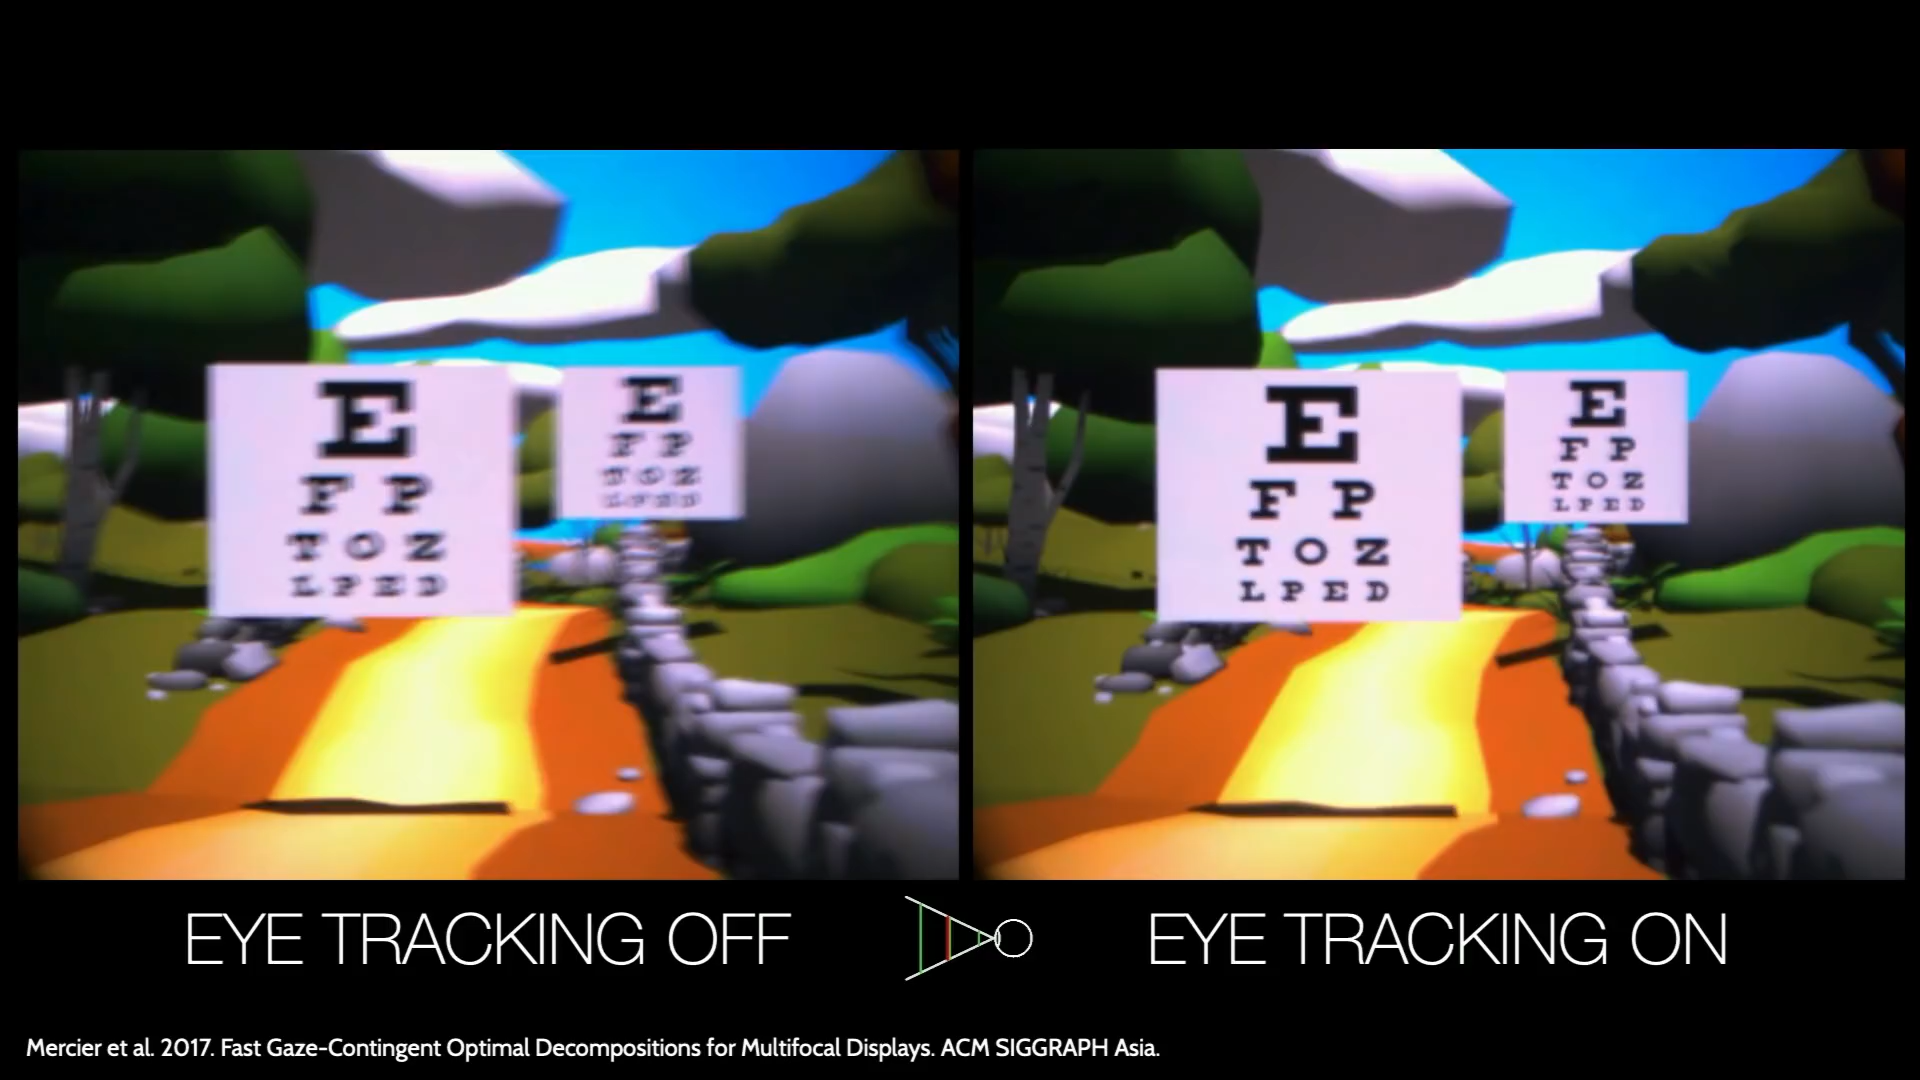 E
F P
T O Z
L P E D
E
F P
T O Z
L P E D
E
F P
T O Z
L P E D
E
F P
T O Z
L P E D
EYE TRACKING OFF
EYE TRACKING ON
Mercier et al. 2017. Fast Gaze-Contingent Optimal Decompositions for Multifocal Displays. ACM SIGGRAPH Asia.